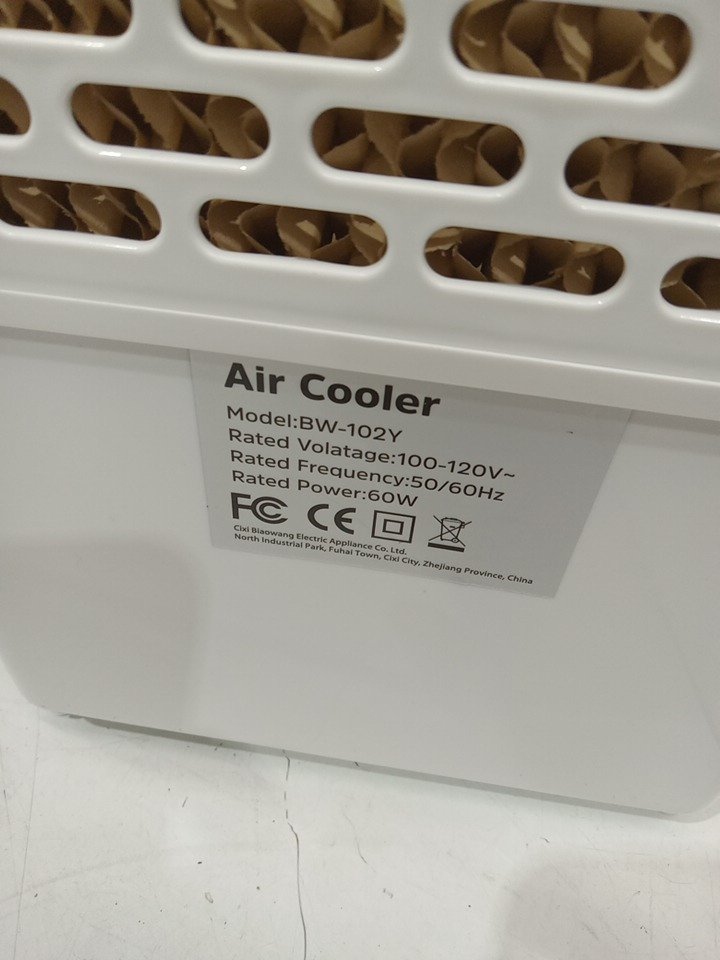 Air Cooler
Model:BW-102Y
Rated Volatage:100-120V~
Rated Frequency:50/60Hz
Rated Power:60W
FC CE
Cixi Biaowang Electric Appliance Co. Ltd.
North Industrial Park, Fuhai Town, Cixi City, Zhejiang Province, China